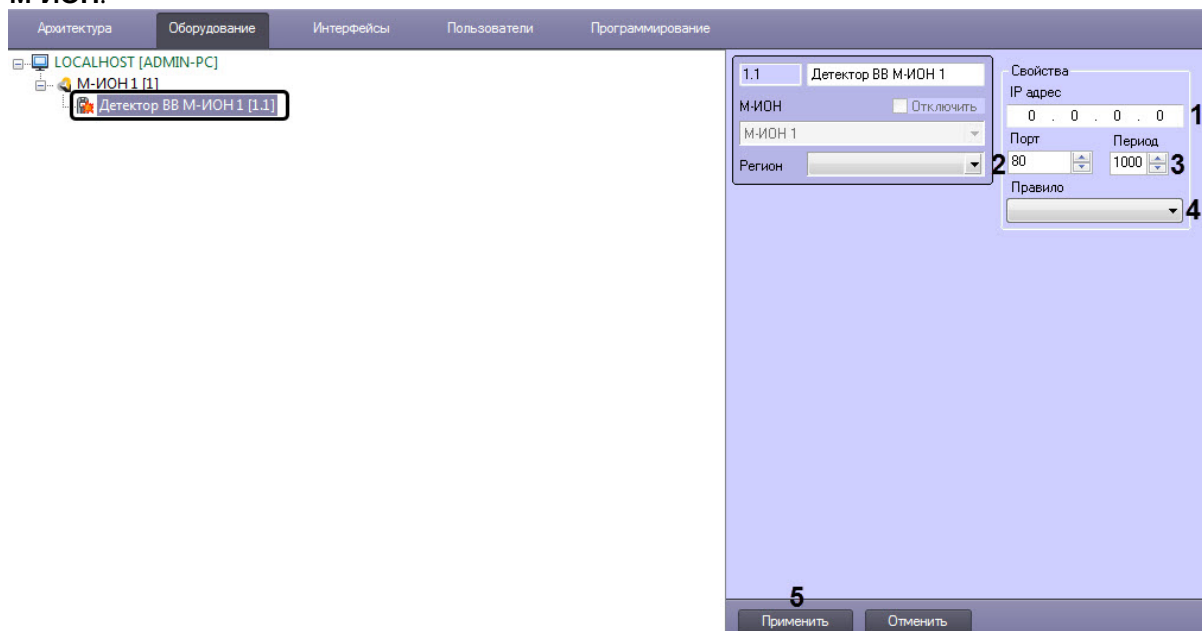 М-ИОН.
Архитектура Оборудование Интерфейсы Пользователи Программирование
LOCALHOST [ADMIN-PC]
М-ИОН 1 [1]
Детектор ВВ М-ИОН 1 [1.1]
1.1 Детектор ВВ М-ИОН 1
М-ИОН Отключить
М-ИОН 1
Регион
Свойства
IP адрес
0 . 0 . 0 . 0 1
Порт Период
2 80 1000 3
Правило
4
5
Применить Отменить